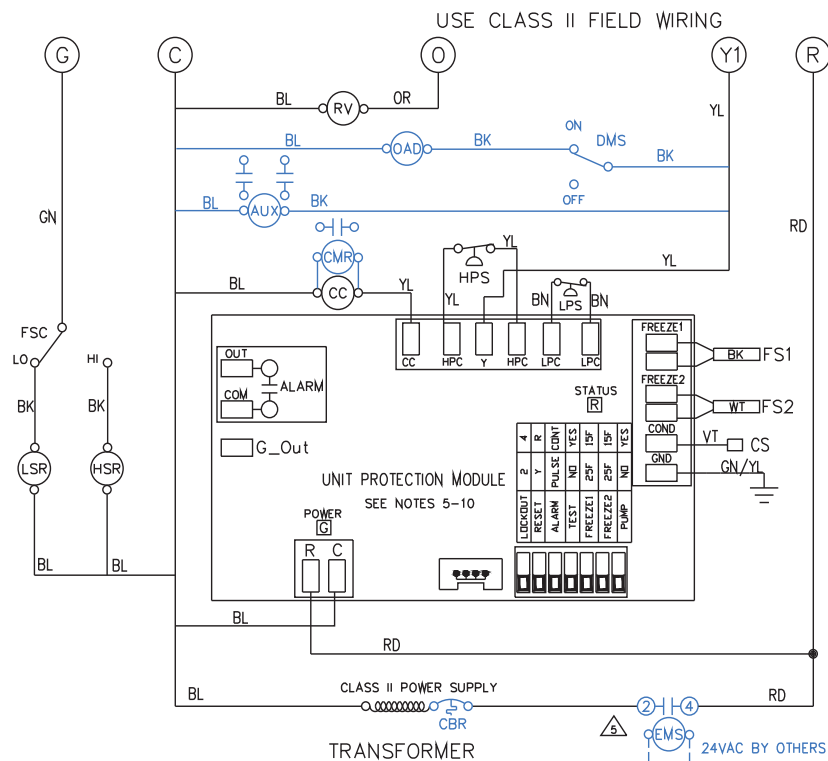 USE CLASS II FIELD WIRING
G C O Y1 R
BL RV OR
YL
BL OAD BK ON DMS BK
OFF
BL AUX BK
GN
RD
CMR
YL HPS
YL
BL CC YL YL BN LPS BN
FSC
LO HI
BK BK
LSR HSR
BL BL
CC HPC Y HPC LPC LPC
OUT
COM
ALARM
G_Out
STATUS
R
FREEZE1
BK FS1
FREEZE2
WT FS2
COND
VT CS
GND
GN/YL
UNIT PROTECTION MODULE
SEE NOTES 5-10
LOCKOUT 2 4
RESET Y R
ALARM PULSE CONT
TEST NO YES
FREEZE1 25F 15F
FREEZE2 25F 15F
PUMP NO YES
POWER
G
R C
BL
RD
BL CLASS II POWER SUPPLY RD
CBR
2 4
5
EMS
24VAC BY OTHERS
TRANSFORMER